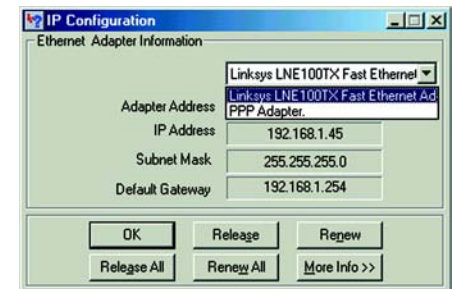 IP Configuration
Ethernet Adapter Information
Linksys LNE100TX Fast Ethernet
Linksys LNE100TX Fast Ethernet Ad
PPP Adapter.
Adapter Address
IP Address 192.168.1.45
Subnet Mask 255.255.255.0
Default Gateway 192.168.1.254
OK Release Renew
Release All Renew All More Info >>